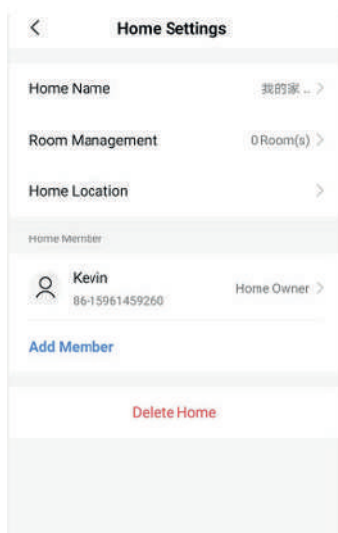 Home Settings
Home Name 我的家 .. >
Room Management 0 Room(s) >
Home Location >
Home Member
Kevin
86-15961459260
Home Owner >
Add Member
Delete Home